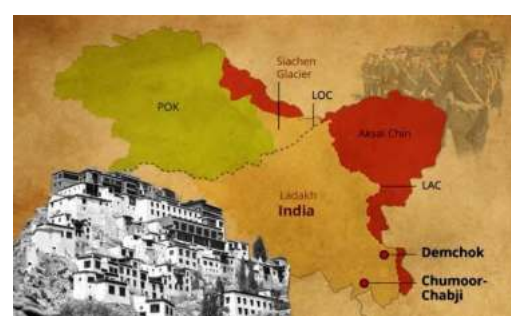 Siachen
Glacier
LOC
POK
Aksai Chin
LAC
Ladakh
India
Demchok
Chumoor-
Chabji